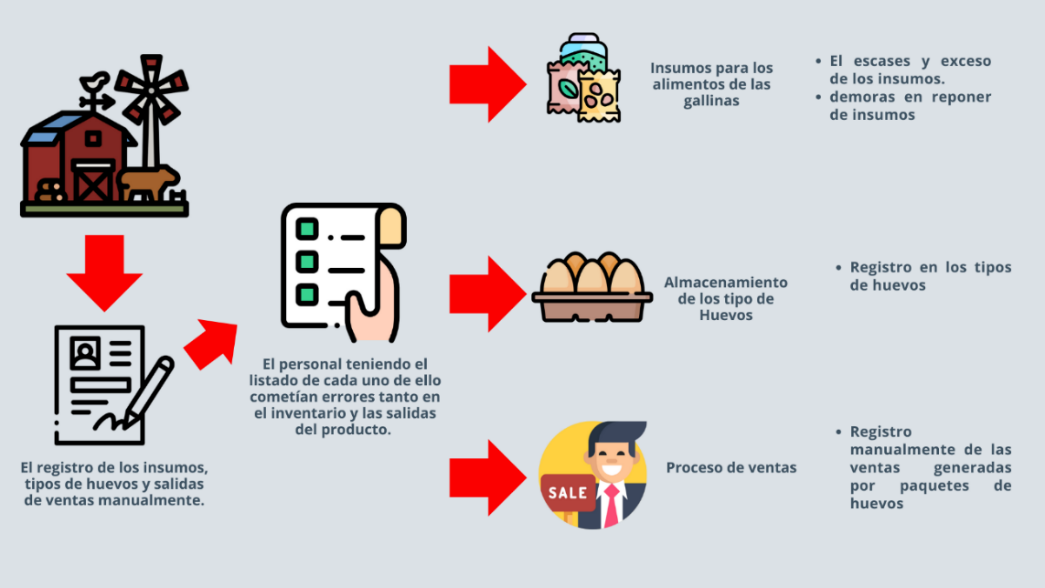 Insumos para los
alimentos de las
gallinas
• El escases y exceso
de los insumos.
• demoras en reponer
de insumos
Almacenamiento
de los tipo de
Huevos
• Registro en los tipos
de huevos
El personal teniendo el
listado de cada uno de ello
cometían errores tanto en
el inventario y las salidas
del producto.
El registro de los insumos,
tipos de huevos y salidas
de ventas manualmente.
SALE
Proceso de ventas
• Registro
manualmente de las
ventas generadas
por paquetes de
huevos